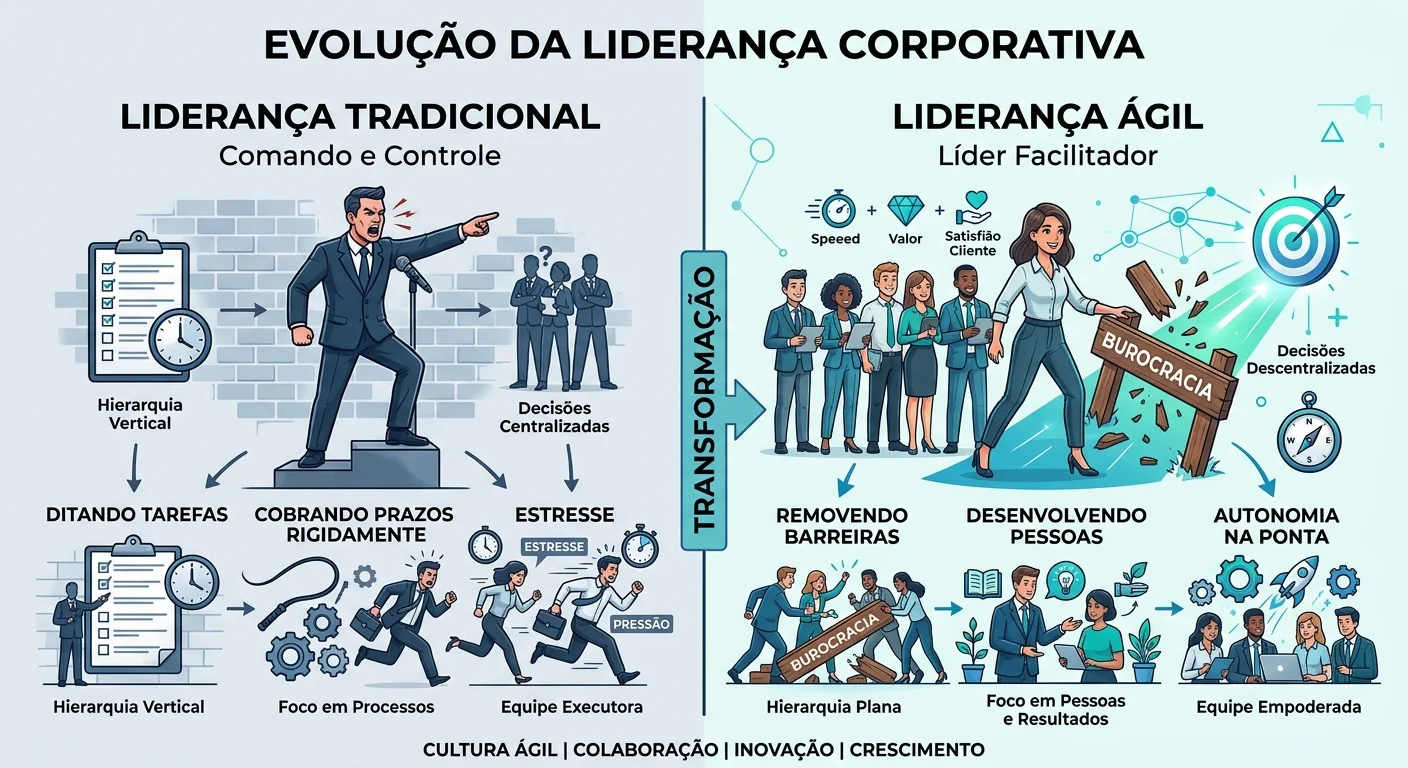 EVOLUÇÃO DA LIDERANÇA CORPORATIVA
LIDERANÇA TRADICIONAL
Comando e Controle
?
Hierarquia
Vertical
Decisões
Centralizadas
DITANDO TAREFAS
COBRANDO PRAZOS
RIGIDAMENTE
ESTRESSE
ESTRESSE
PRESSÃO
Hierarquia Vertical
Foco em Processos
Equipe Executora
TRANSFORMAÇÃO
LIDERANÇA ÁGIL
Líder Facilitador
Speeed
+
Valor
+
Satisfião
Ciiente
BUROCRACIA
Decisões
Descentralizadas
N
W E
S
REMOVENDO
BARREIRAS
DESENVOLVENDO
PESSOAS
AUTONOMIA
NA PONTA
BUROCRACIA
Hierarquia Plana
Foco em Pessoas
e Resultados
Equipe Empoderada
CULTURA ÁGIL | COLABORAÇÃO | INOVAÇÃO | CRESCIMENTO